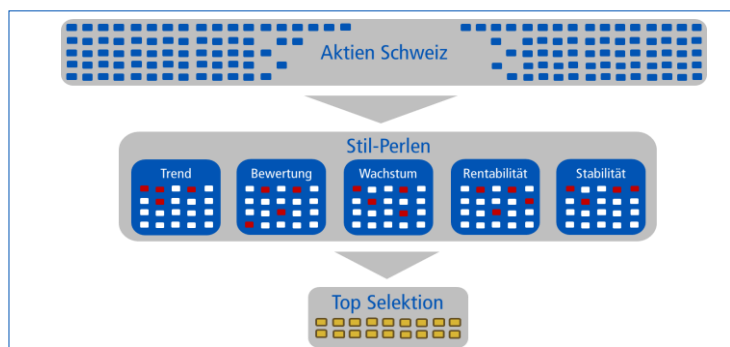 Aktien Schweiz
Stil-Perlen
Trend
Bewertung
Wachstum
Rentabilität
Stabilität
Top Selektion